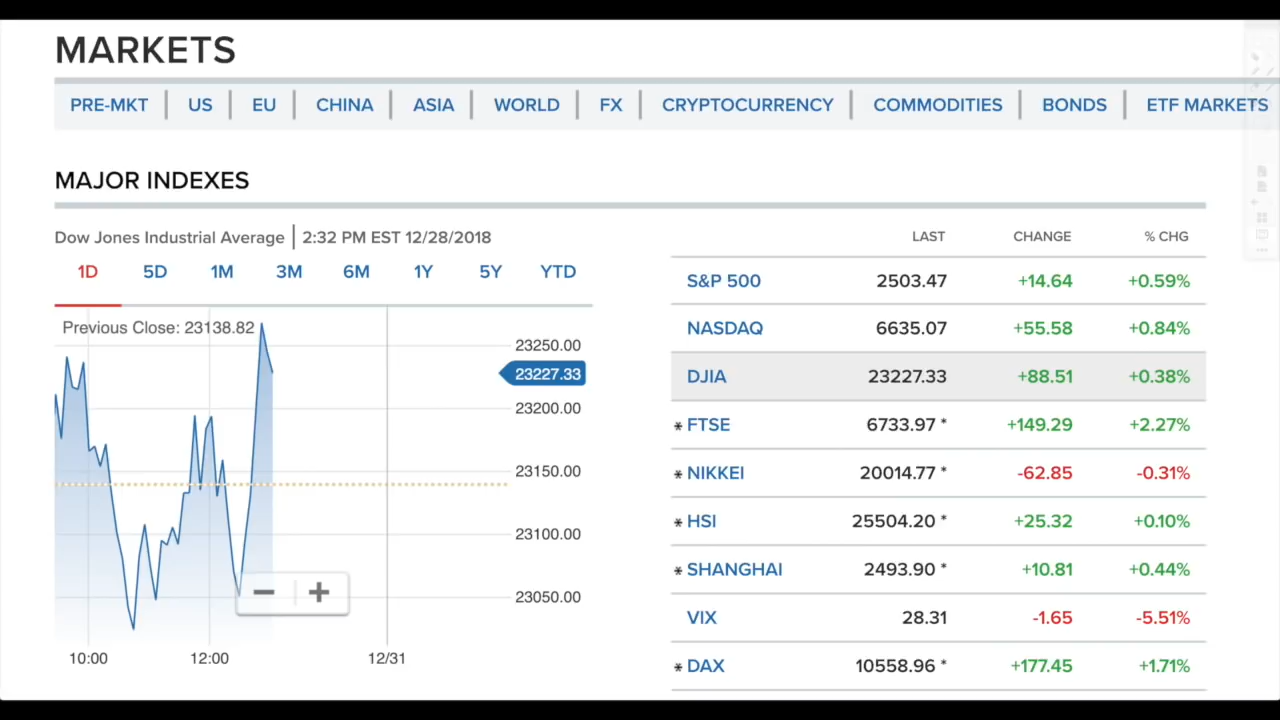 MARKETS
PRE-MKT US EU CHINA ASIA WORLD FX CRYPTOCURRENCY COMMODITIES BONDS ETF MARKETS
MAJOR INDEXES
Dow Jones Industrial Average | 2:32 PM EST 12/28/2018
1D 5D 1M 3M 6M 1Y 5Y YTD
Previous Close: 23138.82
23250.00
23227.33
23200.00
23150.00
23100.00
23050.00
10:00 12:00 12/31
LAST CHANGE % CHG
S&P 500 2503.47 +14.64 +0.59%
NASDAQ 6635.07 +55.58 +0.84%
DJIA 23227.33 +88.51 +0.38%
* FTSE 6733.97 * +149.29 +2.27%
* NIKKEI 20014.77 * -62.85 -0.31%
* HSI 25504.20 * +25.32 +0.10%
* SHANGHAI 2493.90 * +10.81 +0.44%
VIX 28.31 -1.65 -5.51%
* DAX 10558.96 * +177.45 +1.71%